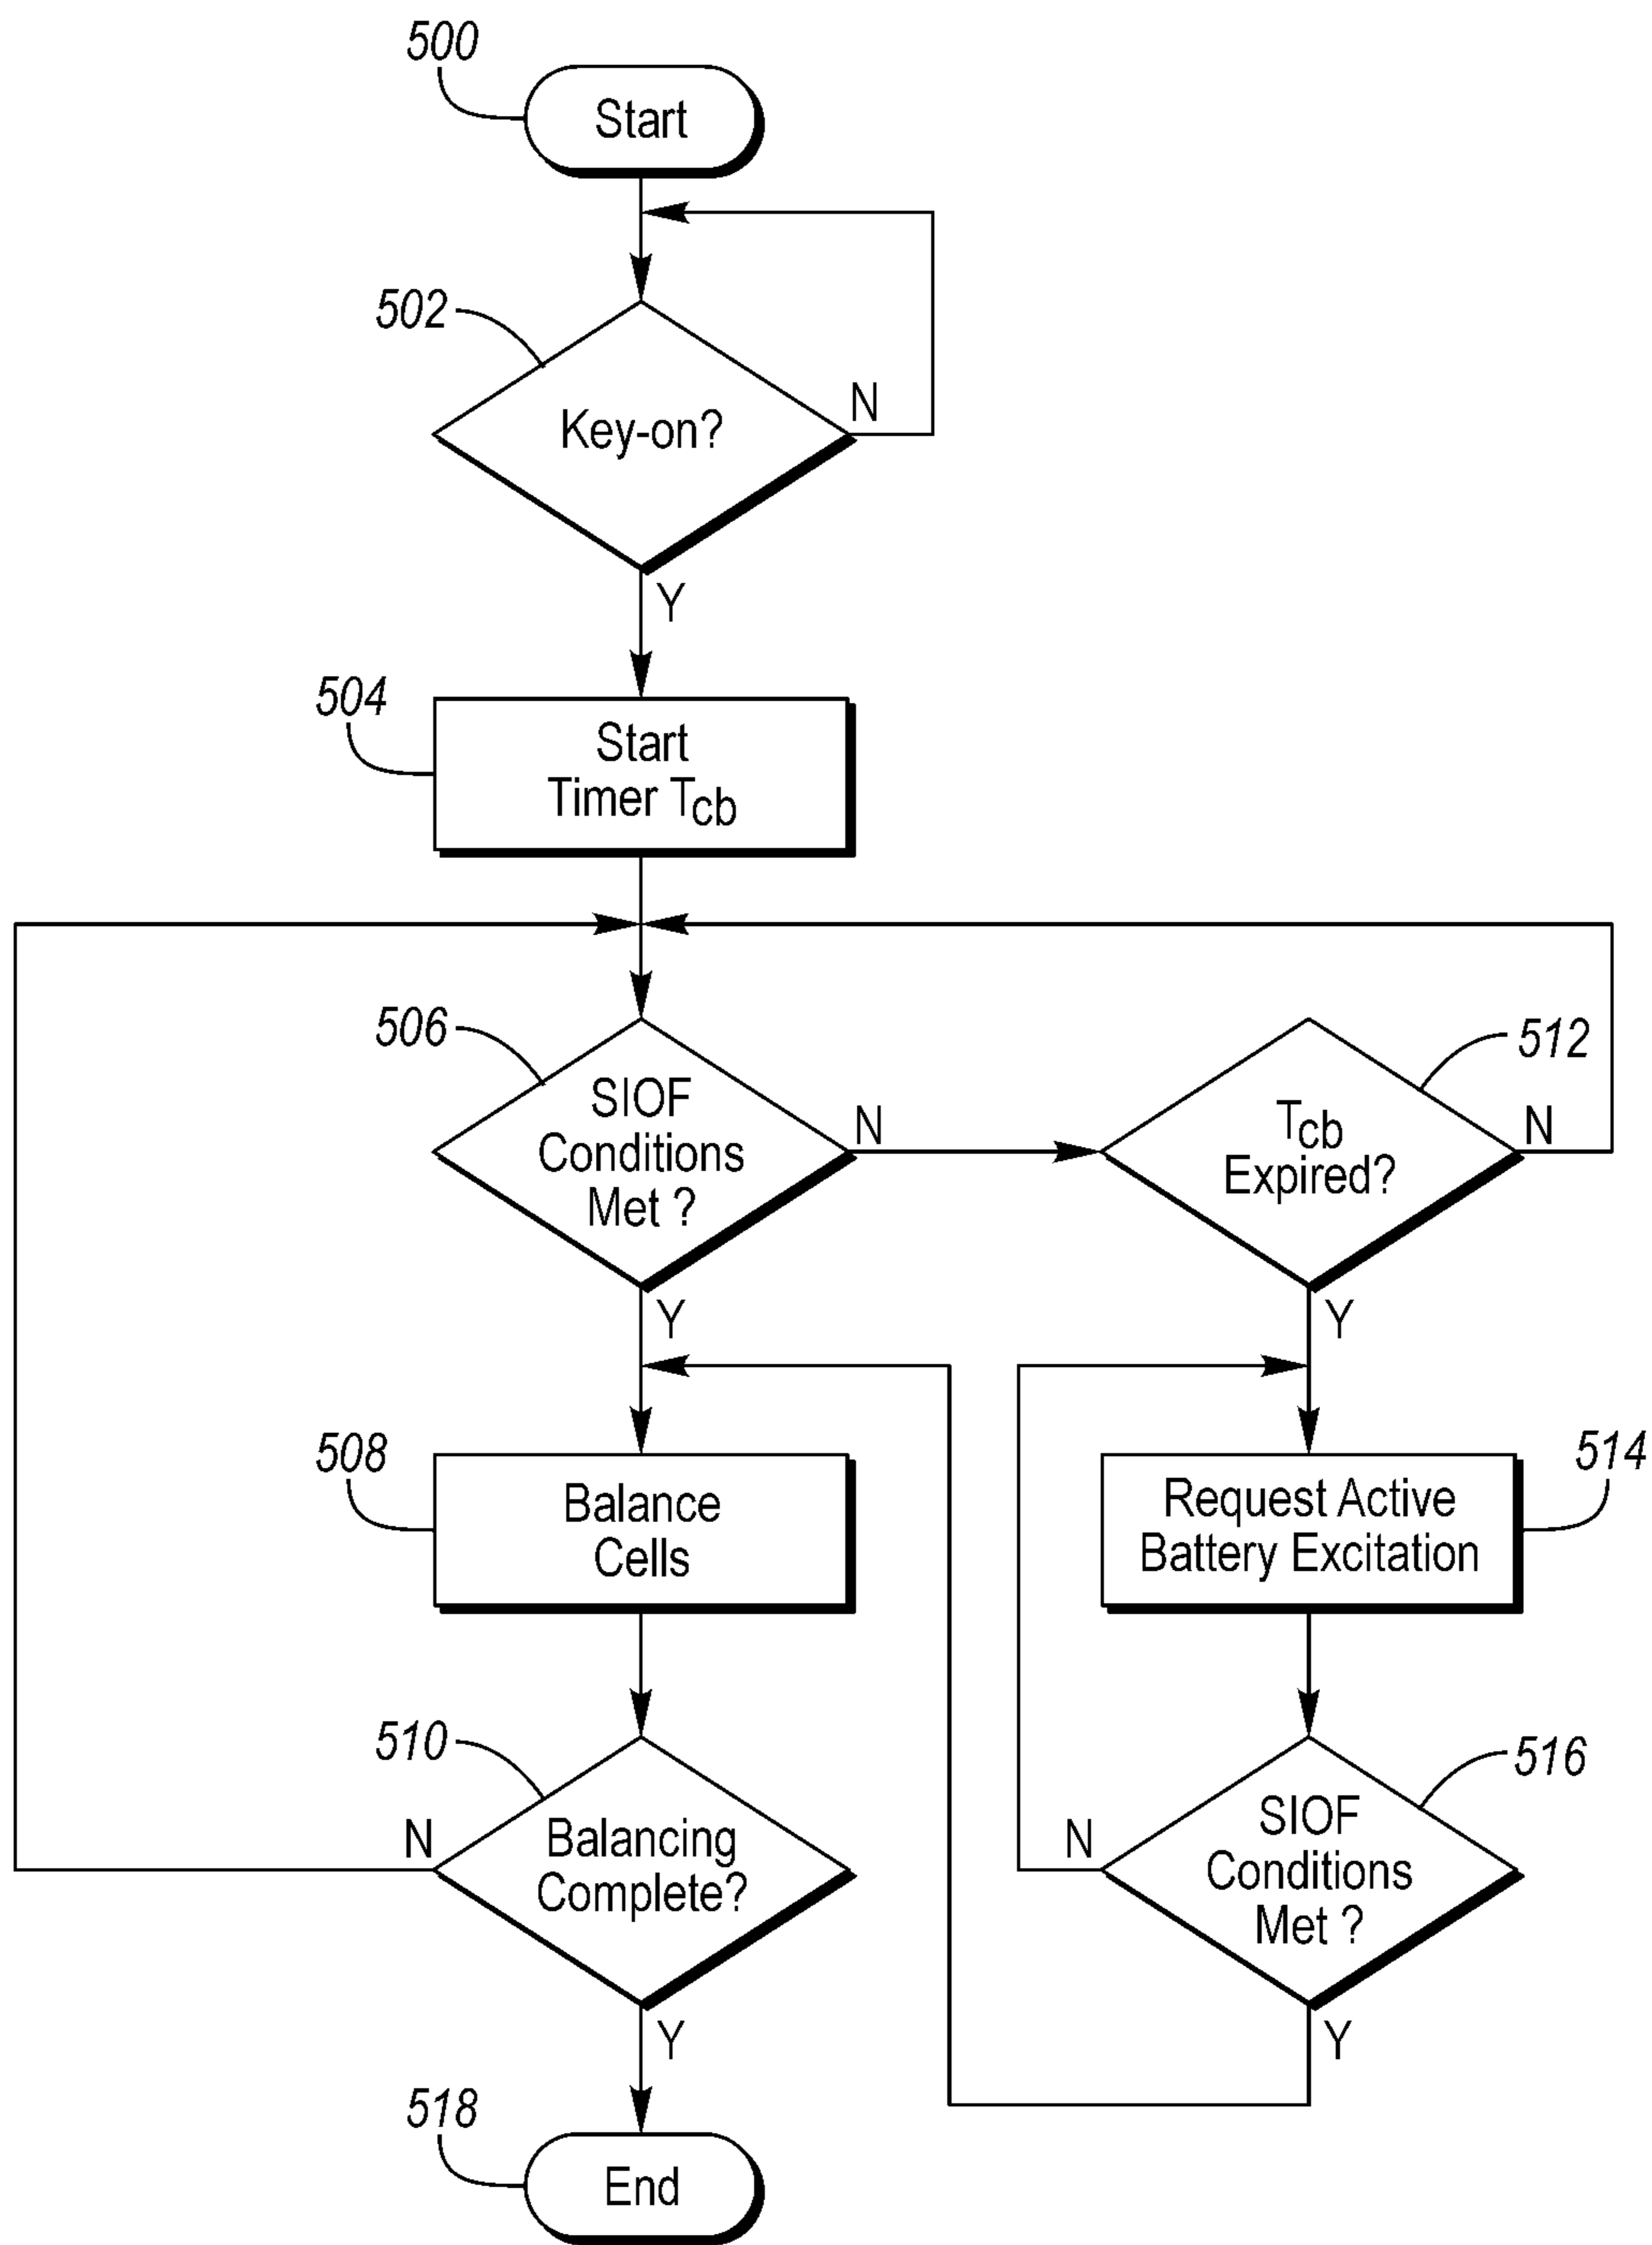 500
Start
502
Key-on?
N
Y
504
Start
Timer Tcb
506
SIOF
Conditions
Met ?
N
Y
512
Tcb
Expired?
N
Y
508
Balance
Cells
514
Request Active
Battery Excitation
510
Balancing
Complete?
N
Y
516
SIOF
Conditions
Met ?
N
Y
518
End